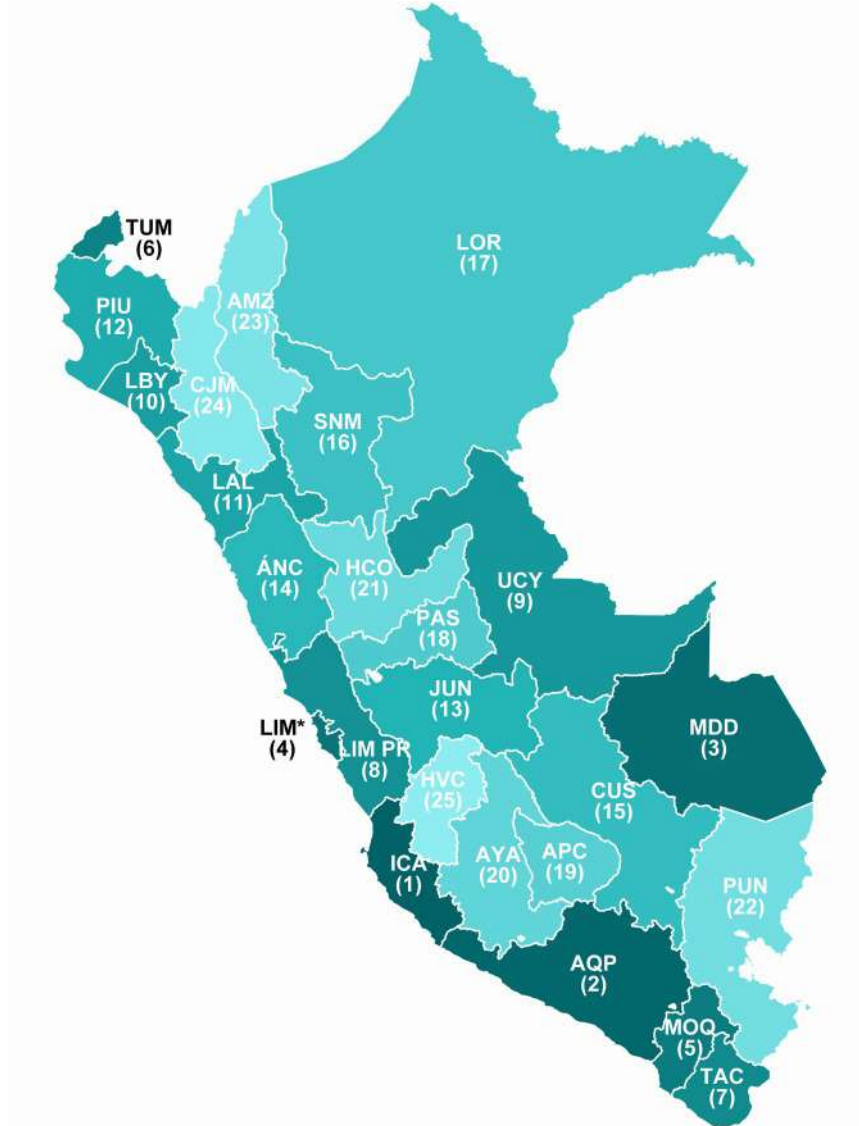 TUM
(6)
LOR
(17)
PIU
(12)
AMZ
(23)
LBY
(10)
CJM
(24)
SNM
(16)
LAL
(11)
ÁNC
(14)
HCO
(21)
UCY
(9)
PAS
(18)
JUN
(13)
MDD
(3)
LIM*
(4)
LIM PR
(8)
HVC
(25)
CUS
(15)
ICA
(1)
AYA
(20)
APC
(19)
PUN
(22)
AQP
(2)
MOQ
(5)
TAC
(7)